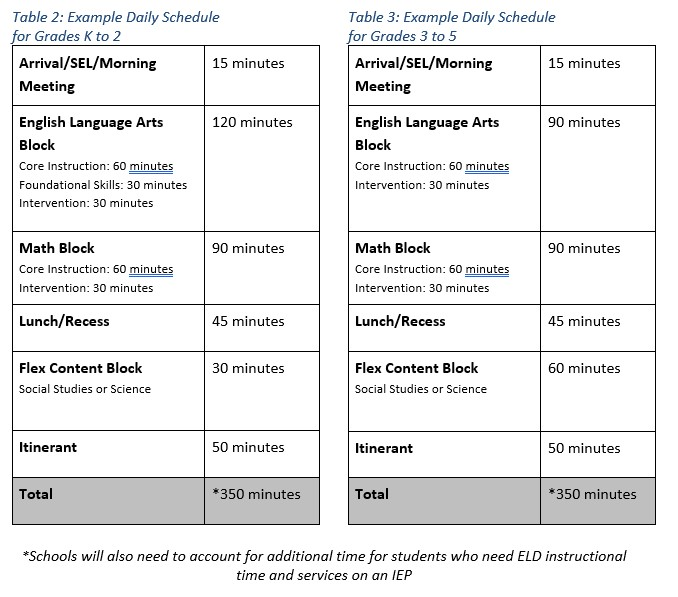 Table 2: Example Daily Schedule
for Grades K to 2
Arrival/SEL/Morning
Meeting
15 minutes
English Language Arts
Block
Core Instruction: 60 minutes
Foundational Skills: 30 minutes
Intervention: 30 minutes
120 minutes
Math Block
Core Instruction: 60 minutes
Intervention: 30 minutes
90 minutes
Lunch/Recess
45 minutes
Flex Content Block
Social Studies or Science
30 minutes
Itinerant
50 minutes
Total
*350 minutes
Table 3: Example Daily Schedule
for Grades 3 to 5
Arrival/SEL/Morning
Meeting
15 minutes
English Language Arts
Block
Core Instruction: 60 minutes
Intervention: 30 minutes
90 minutes
Math Block
Core Instruction: 60 minutes
Intervention: 30 minutes
90 minutes
Lunch/Recess
45 minutes
Flex Content Block
Social Studies or Science
60 minutes
Itinerant
50 minutes
Total
*350 minutes
*Schools will also need to account for additional time for students who need ELD instructional
time and services on an IEP